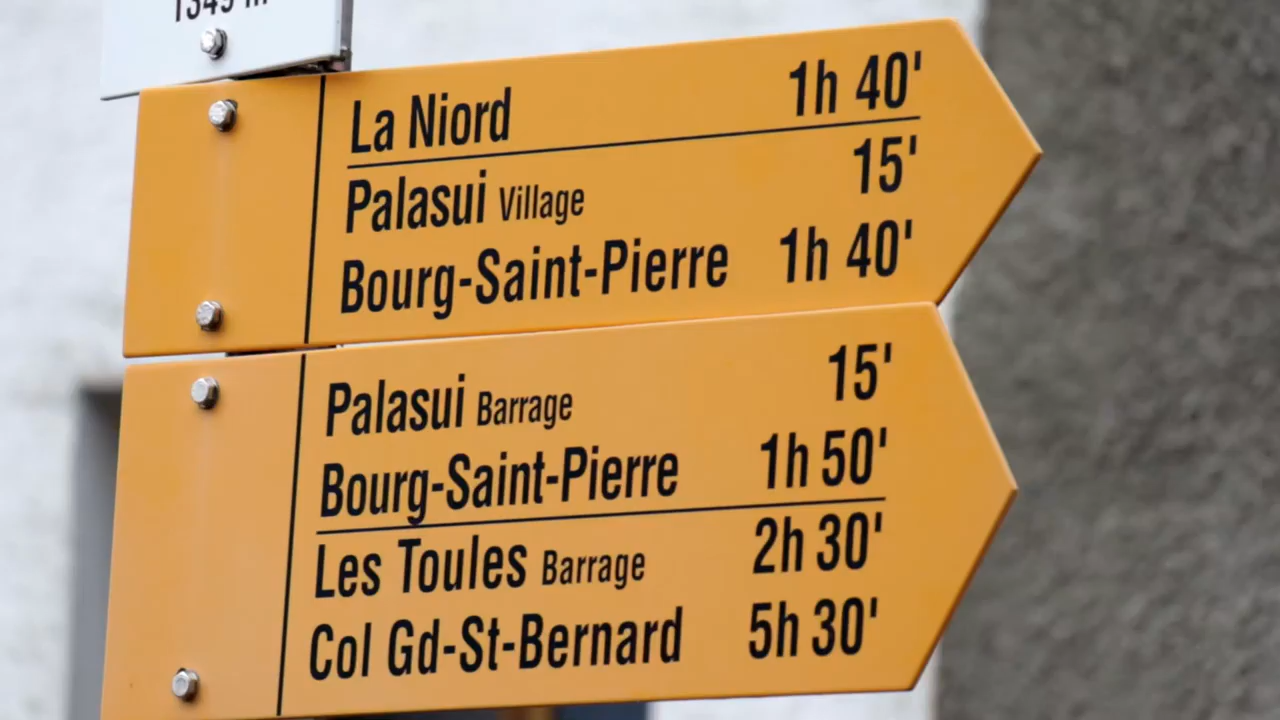 1349 m
La Niord 1h 40'
Palasui Village 15'
Bourg-Saint-Pierre 1h 40'
Palasui Barrage 15'
Bourg-Saint-Pierre 1h 50'
Les Toules Barrage 2h 30'
Col Gd-St-Bernard 5h 30'